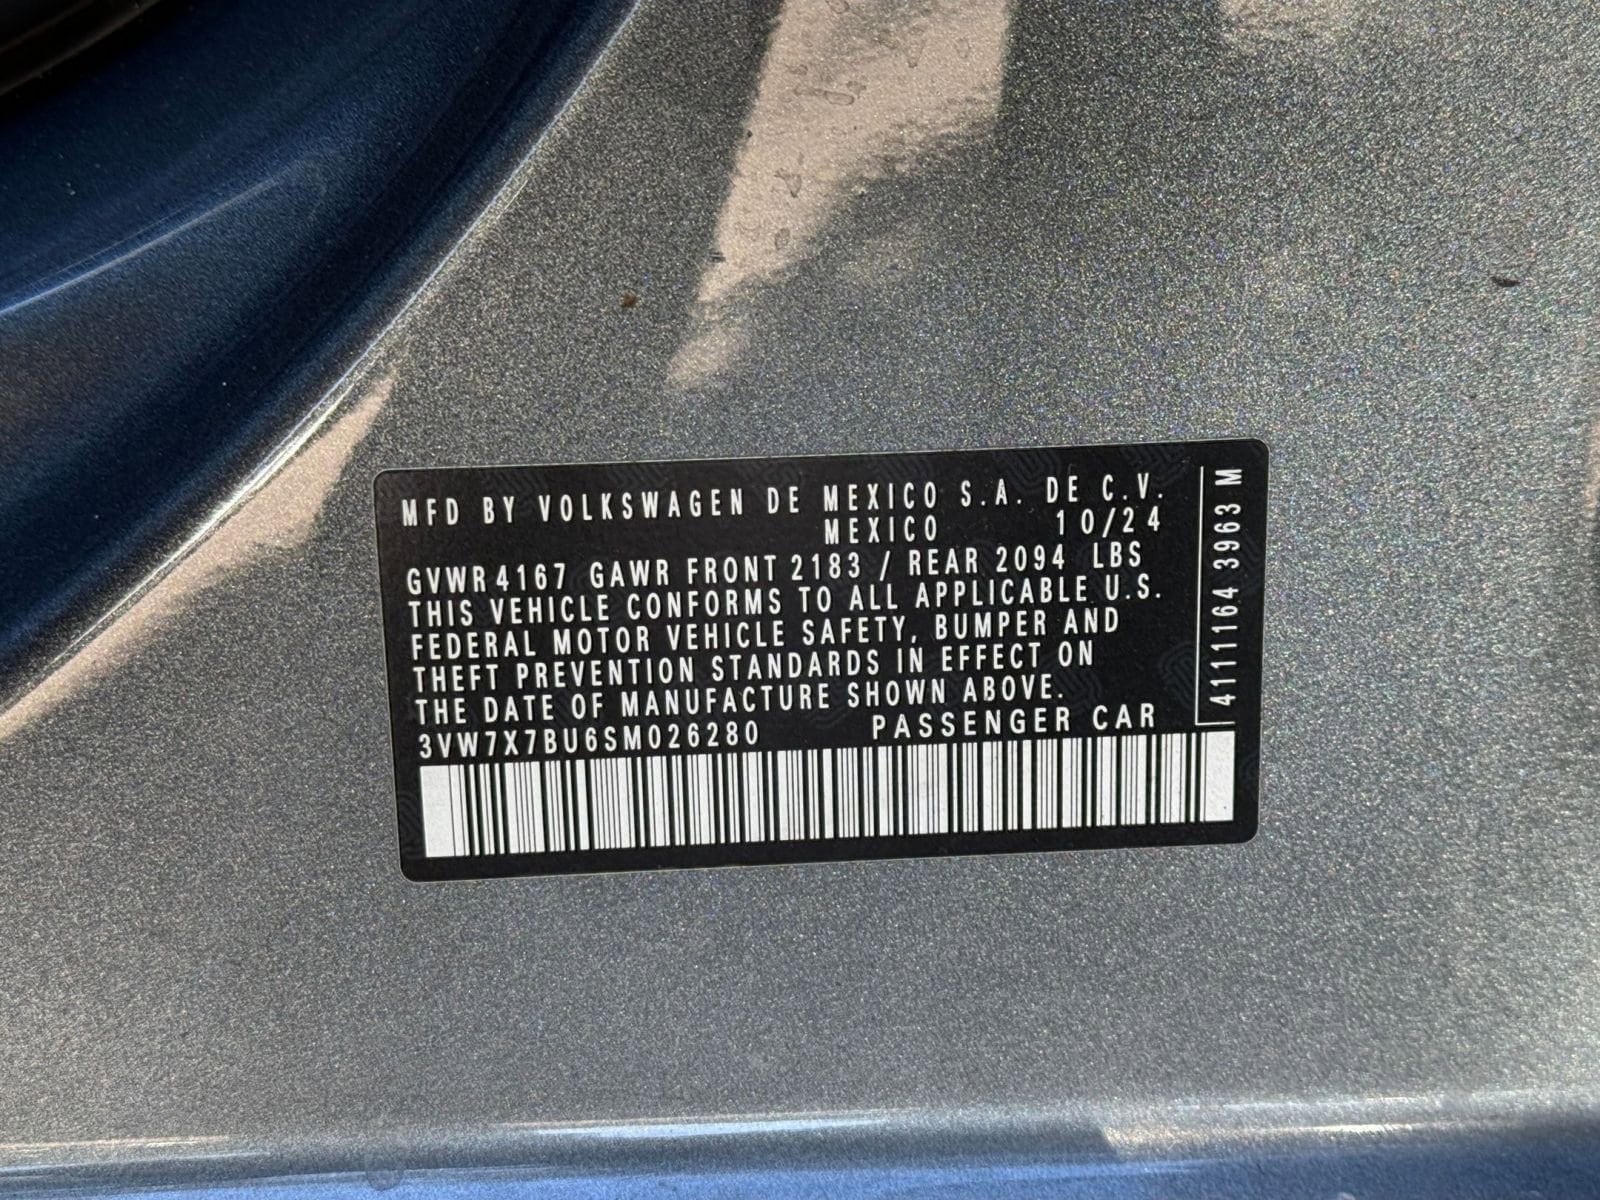 MFD BY VOLKSWAGEN DE MEXICO S.A. DE C.V.
MEXICO 10/24
GVWR 4167 GAWR FRONT 2183 / REAR 2094 LBS
THIS VEHICLE CONFORMS TO ALL APPLICABLE U.S.
FEDERAL MOTOR VEHICLE SAFETY, BUMPER AND
THEFT PREVENTION STANDARDS IN EFFECT ON
THE DATE OF MANUFACTURE SHOWN ABOVE.
3VW7X7BU6SM026280 PASSENGER CAR
4111164 3963 M